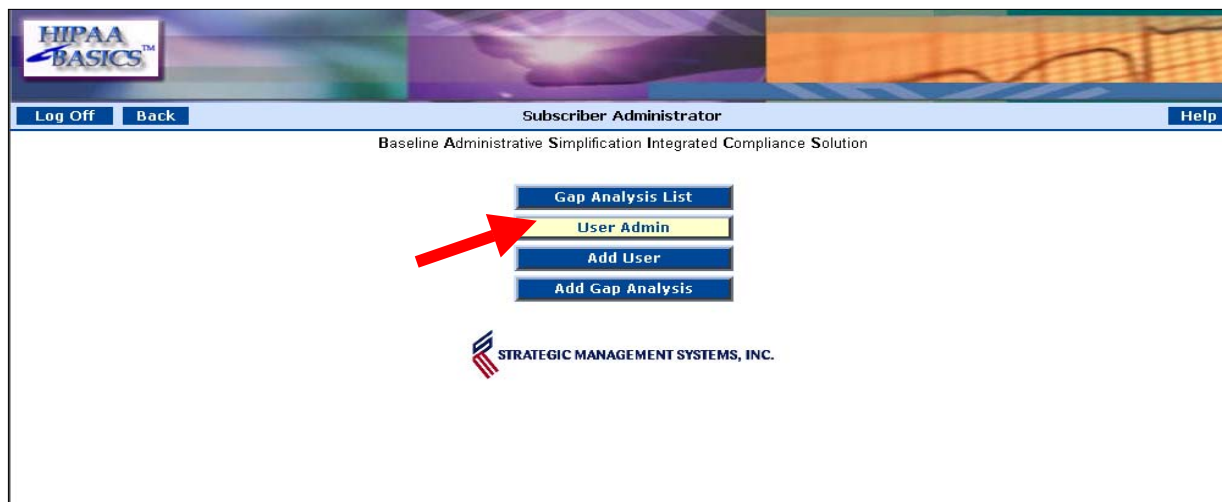 HIPAA
BASICS™
Log Off Back Subscriber Administrator Help
Baseline Administrative Simplification Integrated Compliance Solution
Gap Analysis List
User Admin
Add User
Add Gap Analysis
STRATEGIC MANAGEMENT SYSTEMS, INC.